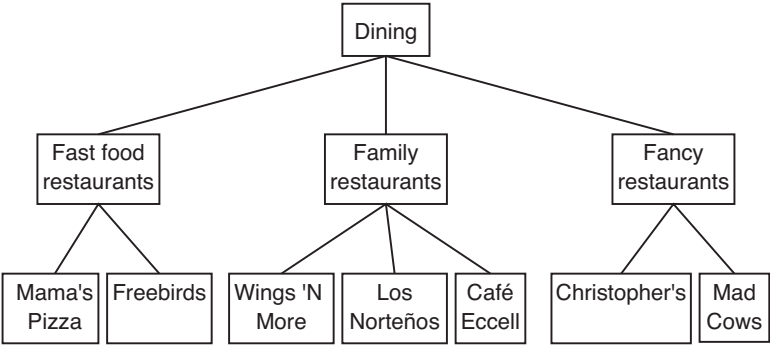 Dining
Fast food
restaurants
Family
restaurants
Fancy
restaurants
Mama's
Pizza
Freebirds
Wings 'N
More
Los
Norteños
Café
Eccell
Christopher's
Mad
Cows